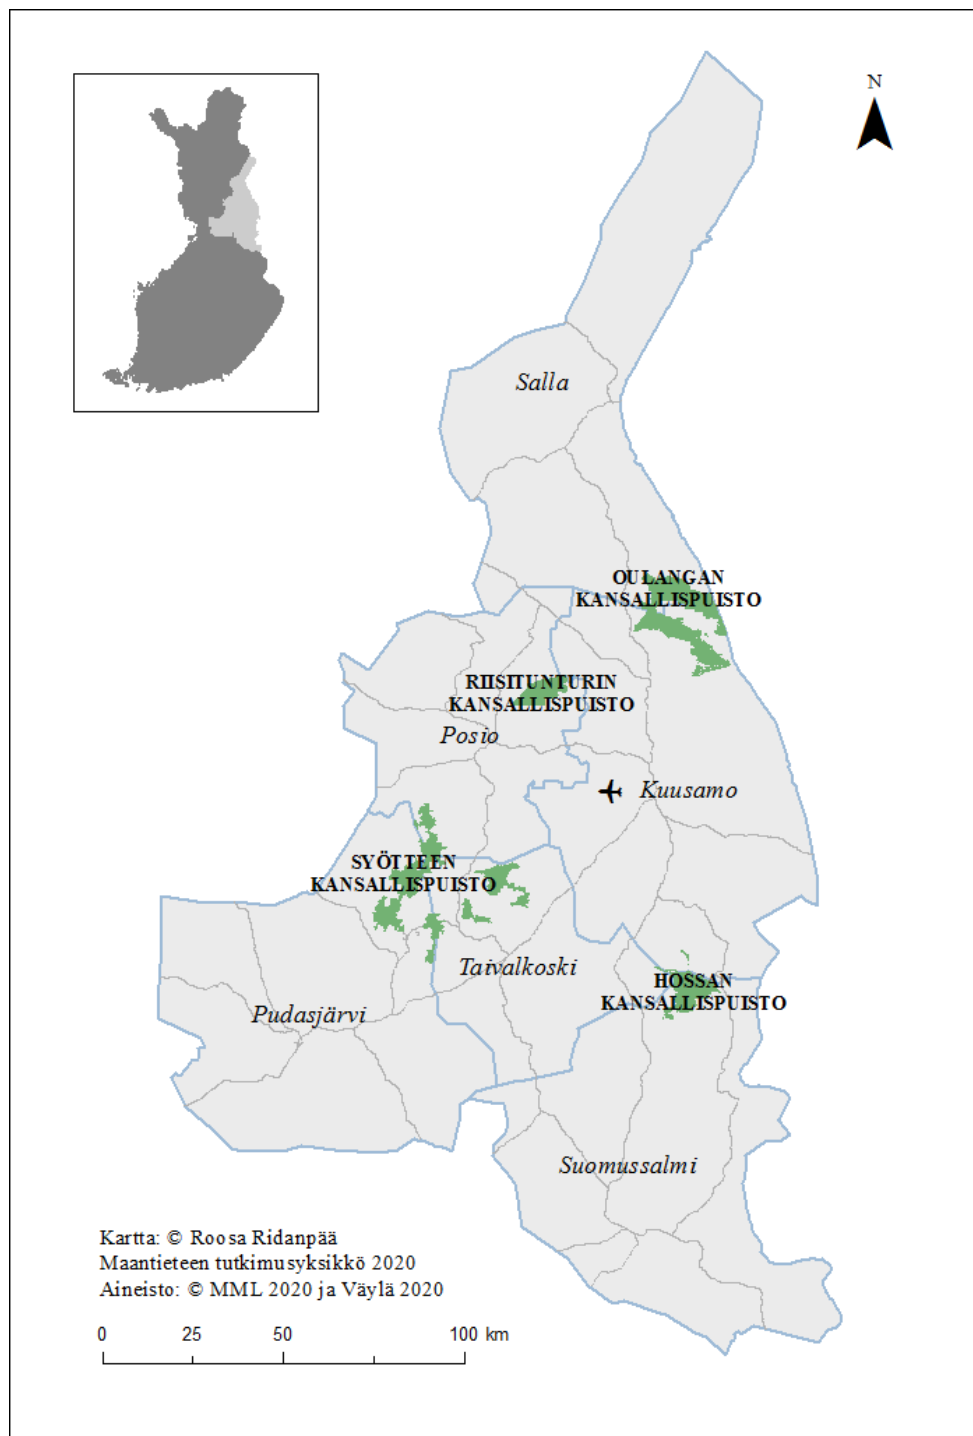 N
Salla
OULANGAN
KANSALLISPUISTO
RIISITUNTURIN
KANSALLISPUISTO
Posio
Kuusamo
SYÖTTEEN
KANSALLISPUISTO
Taivalkoski
HOSSAN
KANSALLISPUISTO
Pudasjärvi
Suomussalmi
Kartta: © Roosa Ridanpää
Maantieteen tutkimusyksikkö 2020
Aineisto: © MML 2020 ja Väylä 2020
0 25 50 100 km